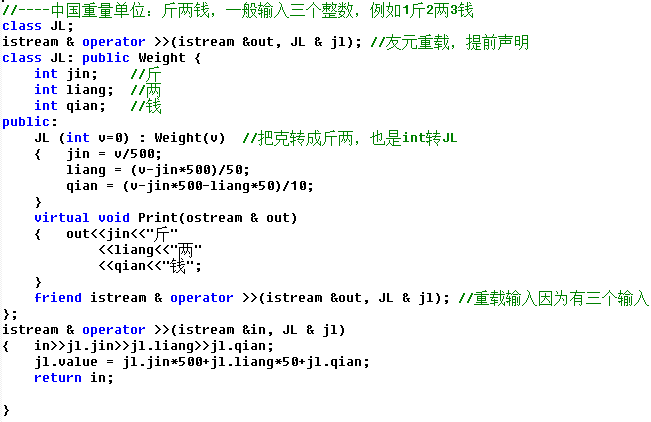 //----中国重量单位：斤两钱，一般输入三个整数，例如1斤2两3钱
class JL;
istream & operator >>(istream &out, JL & jl); //友元重载，提前声明
class JL: public Weight {
    int jin;    //斤
    int liang;  //两
    int qian;   //钱
public:
    JL (int v=0) : Weight(v)  //把克转成斤两，也是int转JL
    {   jin = v/500;
        liang = (v-jin*500)/50;
        qian = (v-jin*500-liang*50)/10;
    }
    virtual void Print(ostream & out)
    {   out<<jin<<"斤"
           <<liang<<"两"
           <<qian<<"钱";
    }
    friend istream & operator >>(istream &out, JL & jl); //重载输入因为有三个输入
};
istream & operator >>(istream &in, JL & jl)
{   in>>jl.jin>>jl.liang>>jl.qian;
    jl.value = jl.jin*500+jl.liang*50+jl.qian;
    return in;
}